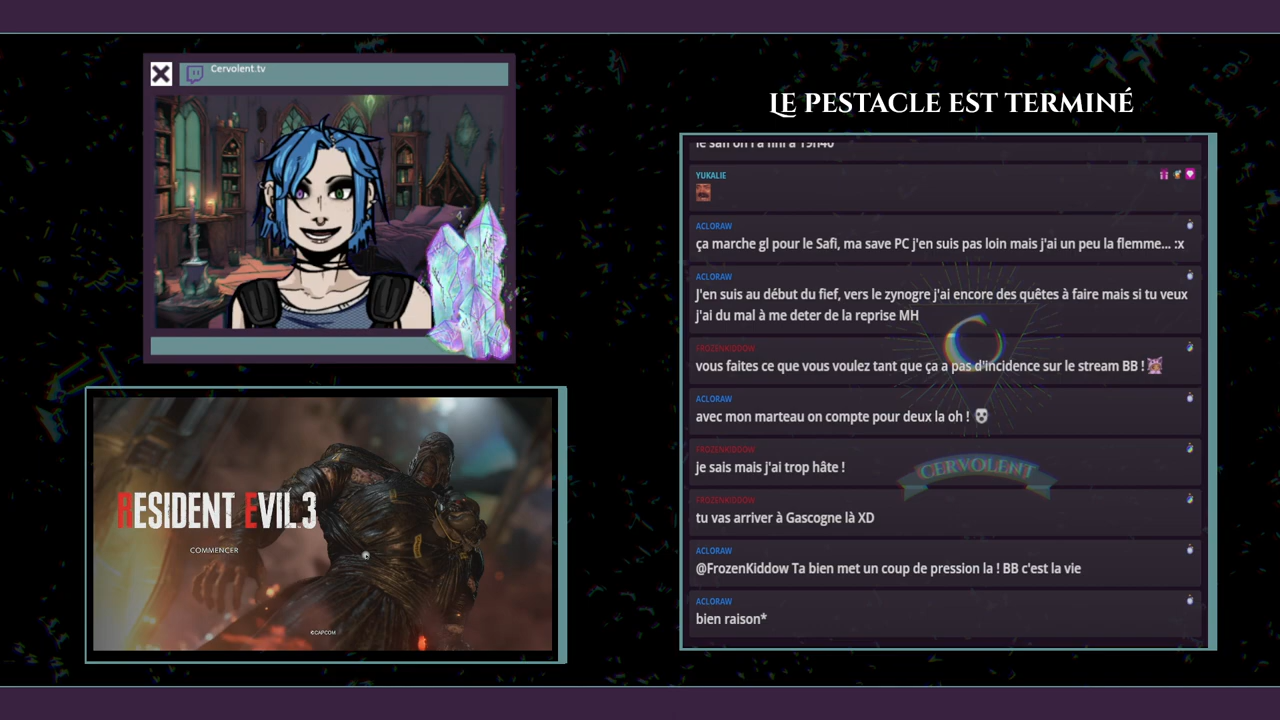 Cervolent.tv
LE PESTACLE EST TERMINÉ
le safi on l'a fini à 19h40
YUKALIE
ACLORAW
ça marche gl pour le Safi, ma save PC j'en suis pas loin mais j'ai un peu la flemme... :x
ACLORAW
J'en suis au début du fief, vers le zynogre j'ai encore des quêtes à faire mais si tu veux
j'ai du mal à me deter de la reprise MH
FROZENKIDDOW
vous faites ce que vous voulez tant que ça a pas d'incidence sur le stream BB !
ACLORAW
avec mon marteau on compte pour deux la oh !
FROZENKIDDOW
je sais mais j'ai trop hâte !
CERVOLENT
FROZENKIDDOW
tu vas arriver à Gascogne là XD
ACLORAW
@FrozenKiddow Ta bien met un coup de pression la ! BB c'est la vie
ACLORAW
bien raison*
RESIDENT EVIL.3
COMMENCER
©CAPCOM